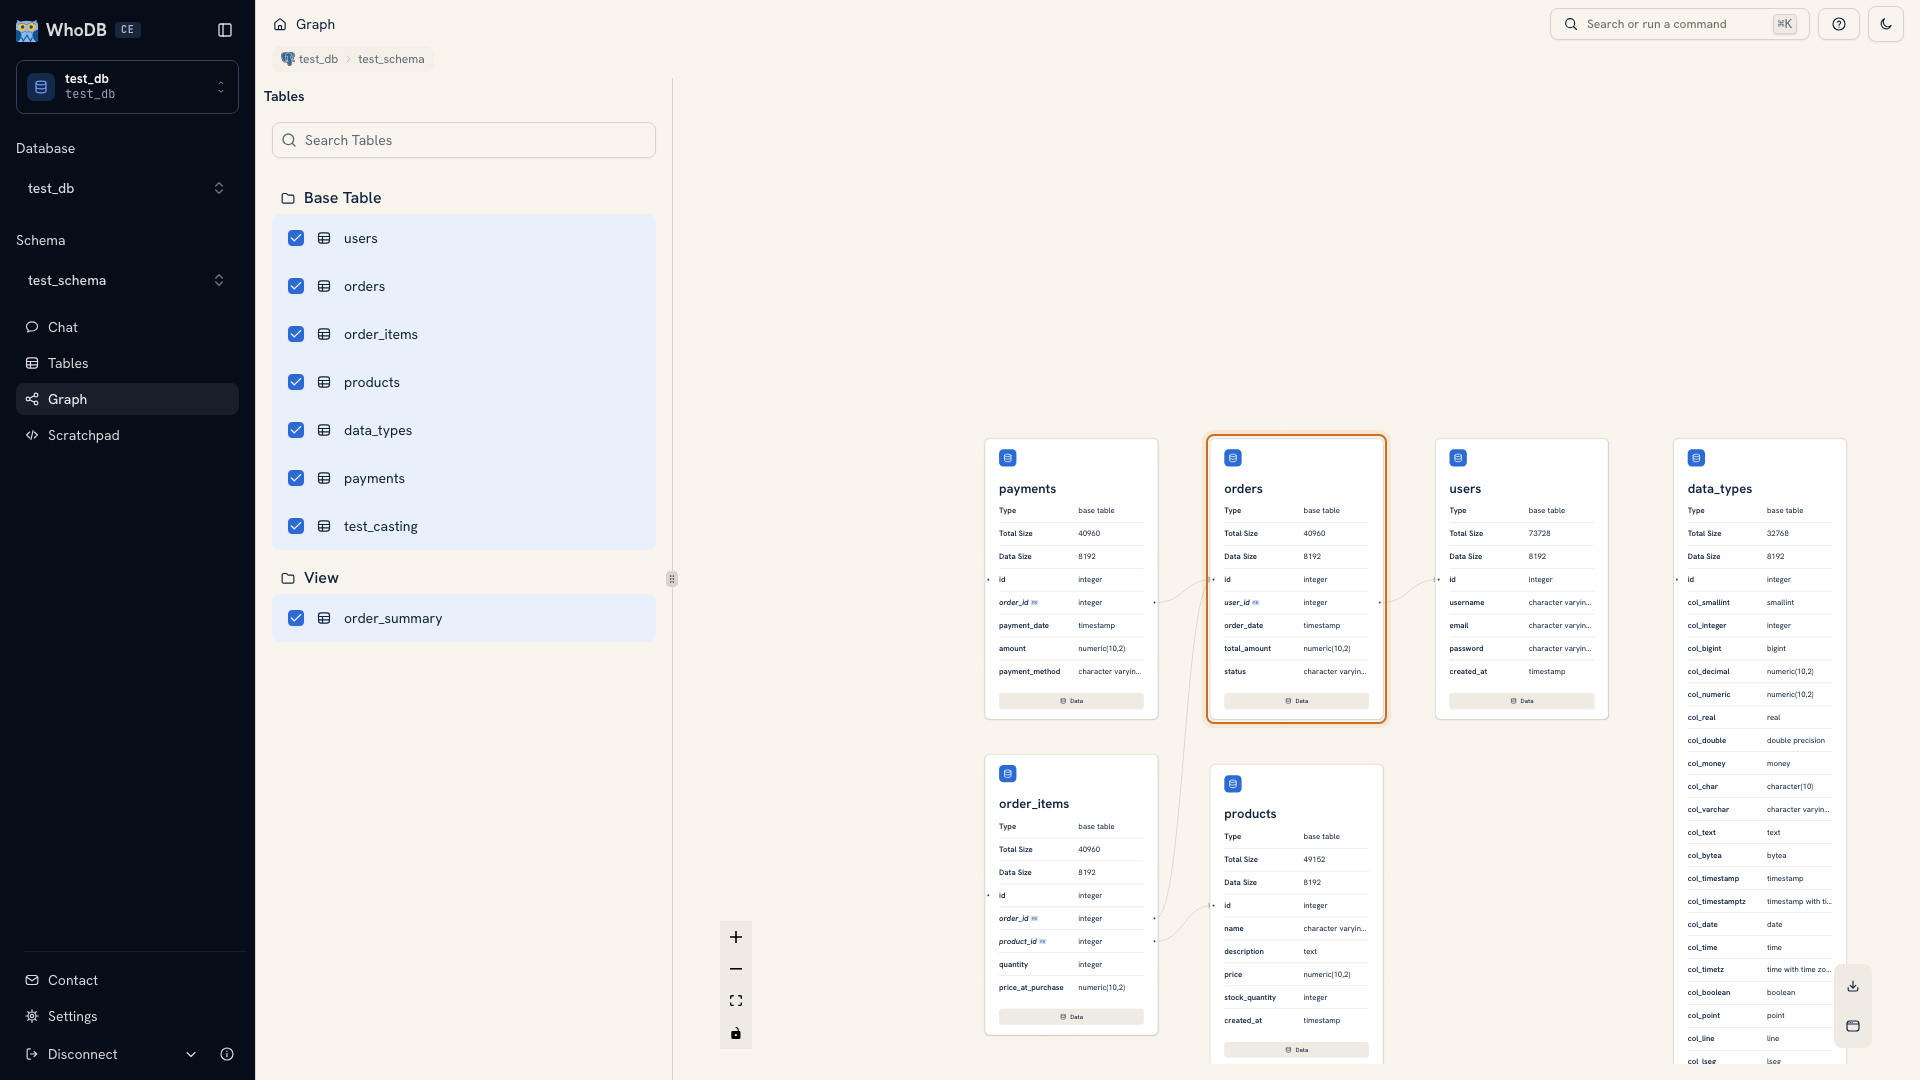 WhoDB CE
test_db
test_db
Database
test_db
Schema
test_schema
Chat
Tables
Graph
Scratchpad
Contact
Settings
Disconnect
Graph
test_db > test_schema
Search or run a command ⌘K
Tables
Search Tables
Base Table
users
orders
order_items
products
data_types
payments
test_casting
View
order_summary
payments
Type base table
Total Size 40960
Data Size 8192
id integer
order_id FK integer
payment_date timestamp
amount numeric(10,2)
payment_method character varyin...
Data
orders
Type base table
Total Size 40960
Data Size 8192
id integer
user_id FK integer
order_date timestamp
total_amount numeric(10,2)
status character varyin...
Data
users
Type base table
Total Size 73728
Data Size 8192
id integer
username character varyin...
email character varyin...
password character varyin...
created_at timestamp
Data
data_types
Type base table
Total Size 32768
Data Size 8192
id integer
col_smallint smallint
col_integer integer
col_bigint bigint
col_decimal numeric(10,2)
col_numeric numeric(10,2)
col_real real
col_double double precision
col_money money
col_char character(10)
col_varchar character varyin...
col_text text
col_bytea bytea
col_timestamp timestamp
col_timestamptz timestamp with ti...
col_date date
col_time time
col_timetz time with time zo...
col_boolean boolean
col_point point
col_line line
col_lseg lseg
order_items
Type base table
Total Size 40960
Data Size 8192
id integer
order_id FK integer
product_id FK integer
quantity integer
price_at_purchase numeric(10,2)
Data
products
Type base table
Total Size 49152
Data Size 8192
id integer
name character varyin...
description text
price numeric(10,2)
stock_quantity integer
created_at timestamp
Data